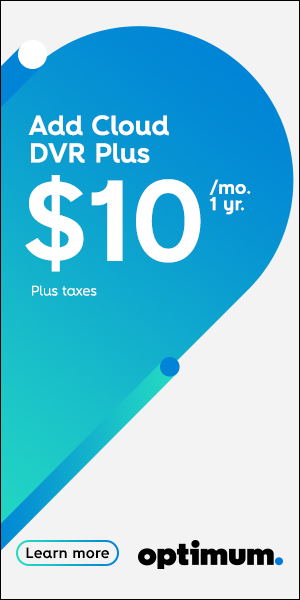 Add Cloud
DVR Plus
$10 /mo.
1 yr.
Plus taxes
Learn more
optimum.